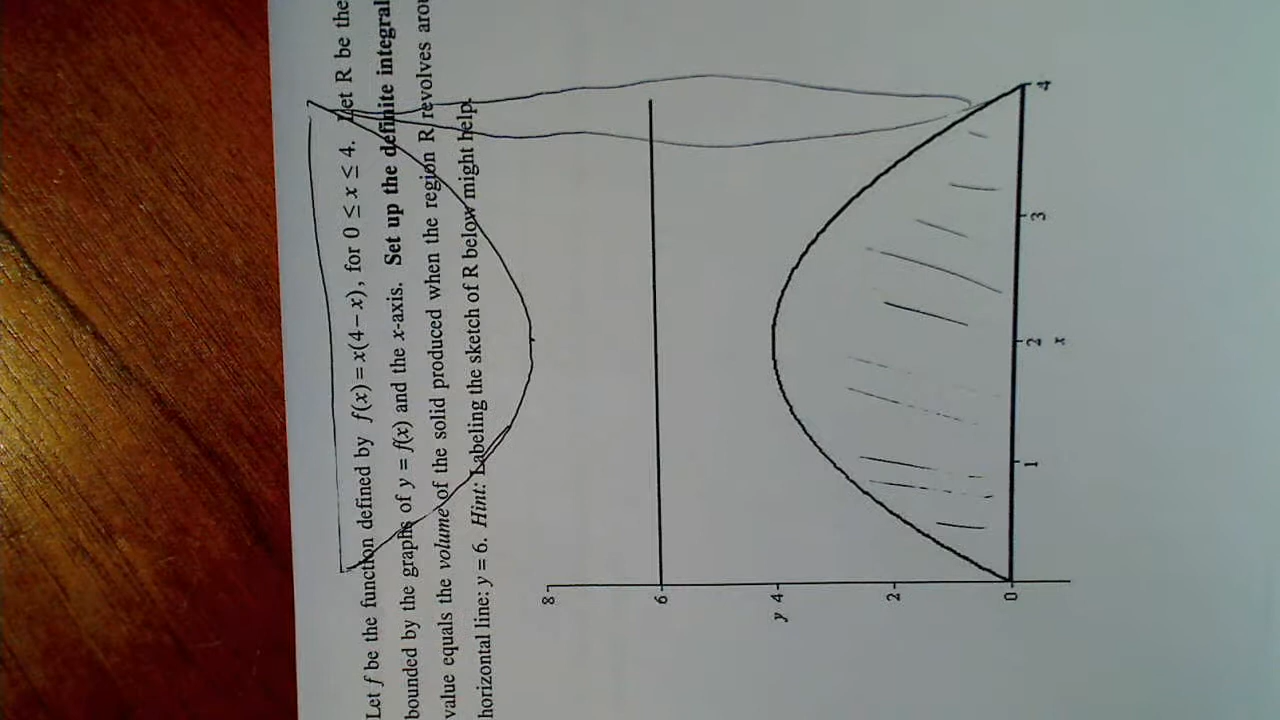 Let f be the function defined by f(x) = x(4 − x), for 0 ≤ x ≤ 4. Let R be the
bounded by the graphs of y = f(x) and the x-axis. Set up the definite integral
value equals the volume of the solid produced when the region R revolves arou
horizontal line: y = 6. Hint: Labeling the sketch of R below might help.
8
6
y 4
2
0
1 2 3 4
x